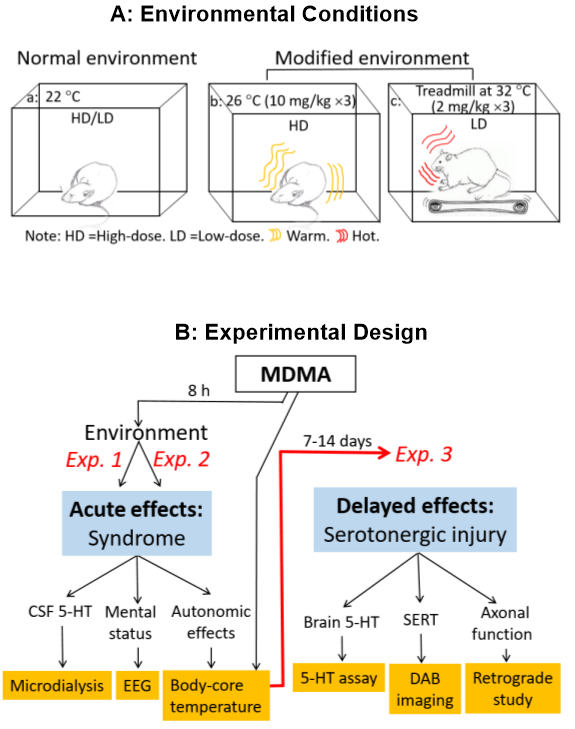 A: Environmental Conditions
Normal environment
Modified environment
a: 22 °C
HD/LD
b: 26 °C (10 mg/kg ×3)
HD
c: Treadmill at 32 °C
(2 mg/kg ×3)
LD
Note: HD =High-dose. LD =Low-dose. Warm. Hot.
B: Experimental Design
MDMA
8 h
Environment
Exp. 1 Exp. 2
7-14 days
Exp. 3
Acute effects:
Syndrome
Delayed effects:
Serotonergic injury
CSF 5-HT
Mental
status
Autonomic
effects
Brain 5-HT
SERT
Axonal
function
Microdialysis
EEG
Body-core
temperature
5-HT assay
DAB
imaging
Retrograde
study